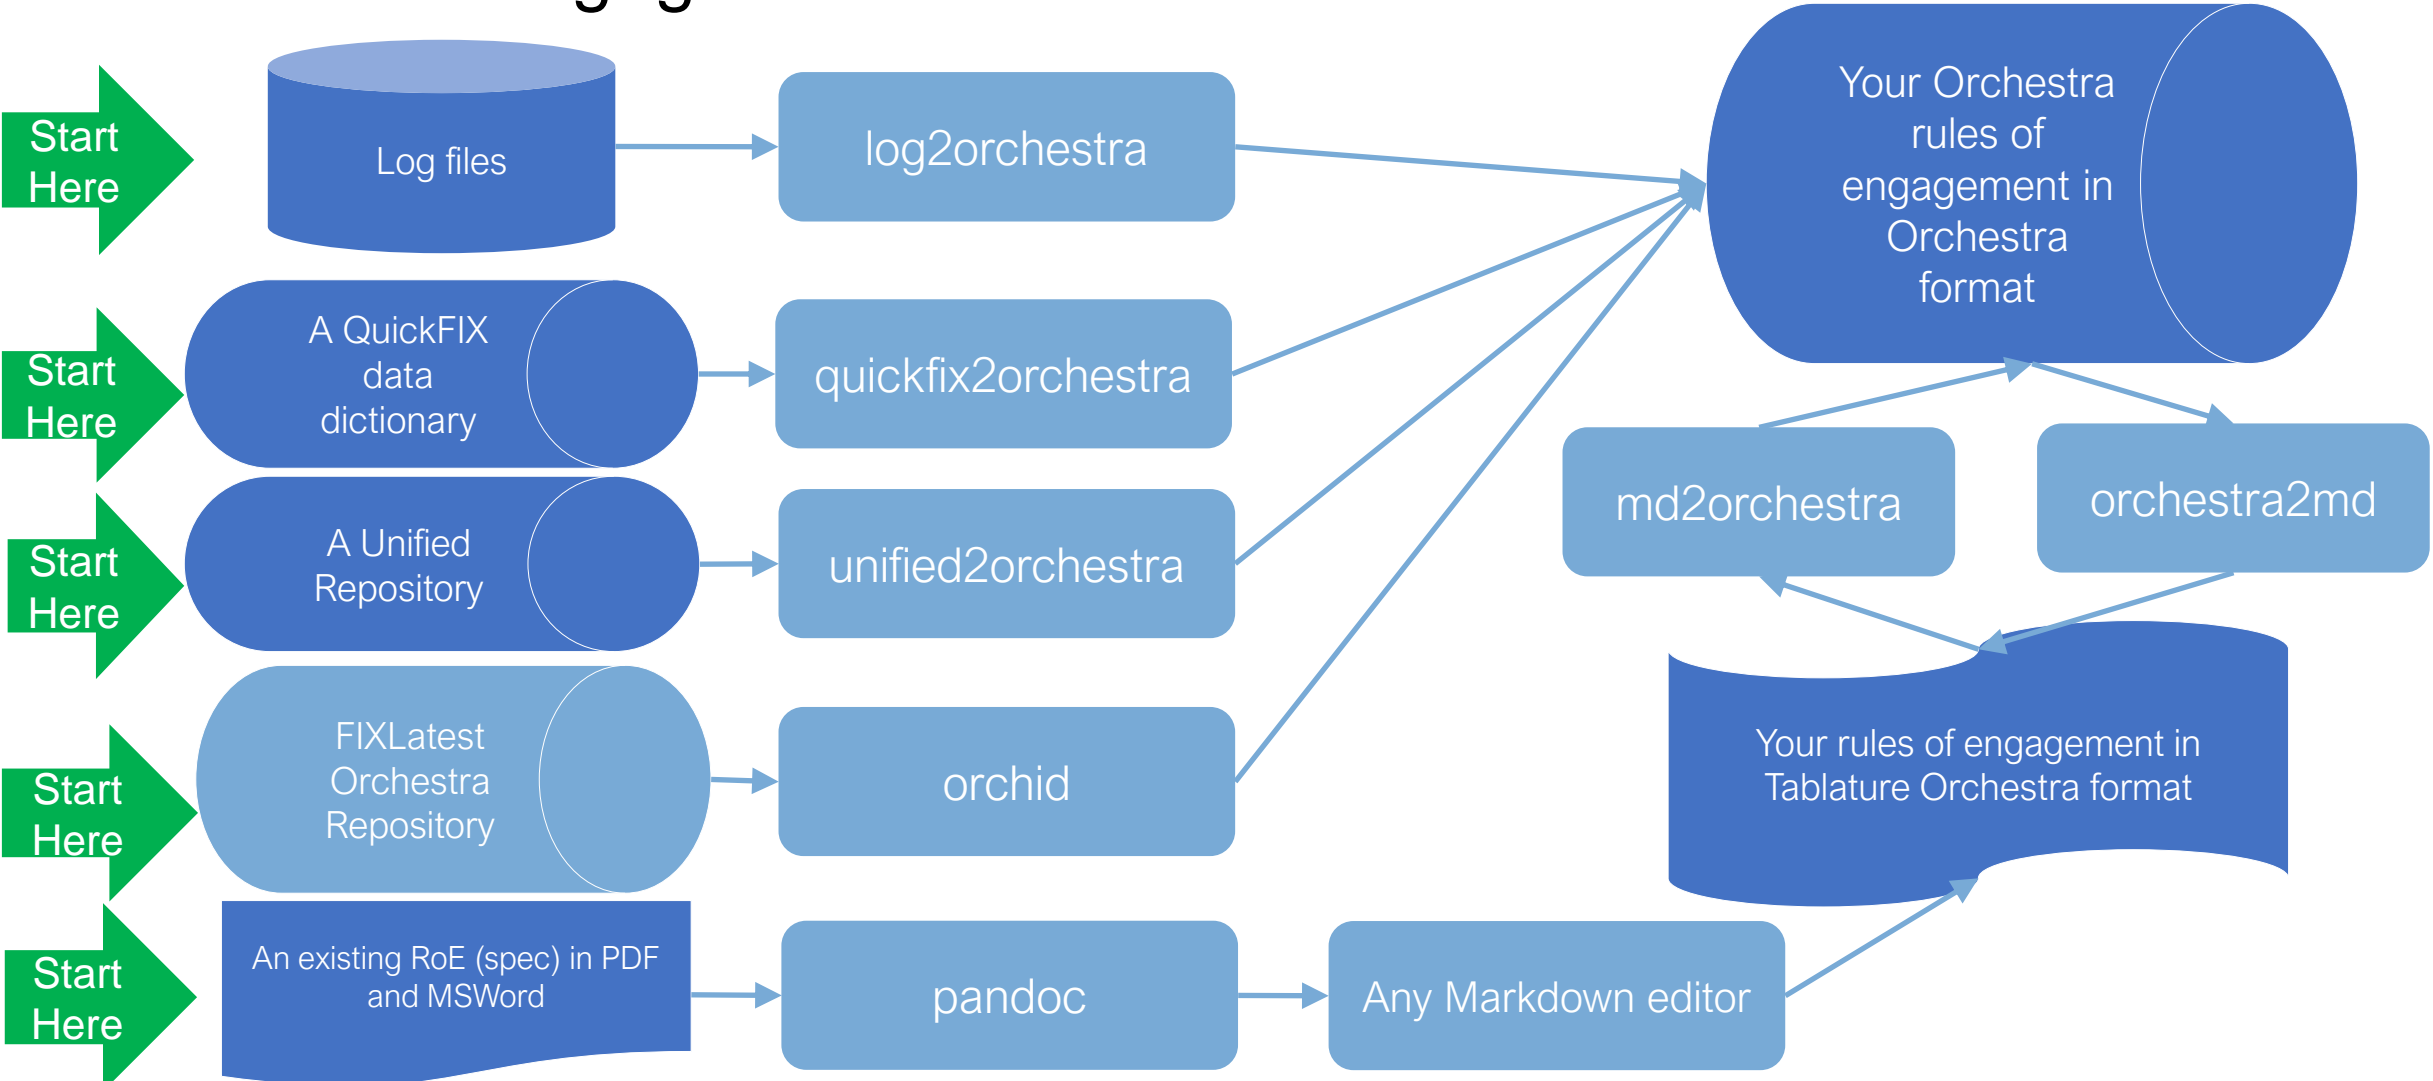 Start
Here
Log files
log2orchestra
Your Orchestra
rules of
engagement in
Orchestra
format
Start
Here
A QuickFIX
data
dictionary
quickfix2orchestra
md2orchestra
orchestra2md
Start
Here
A Unified
Repository
unified2orchestra
Start
Here
FIXLatest
Orchestra
Repository
orchid
Your rules of engagement in
Tablature Orchestra format
Start
Here
An existing RoE (spec) in PDF
and MSWord
pandoc
Any Markdown editor